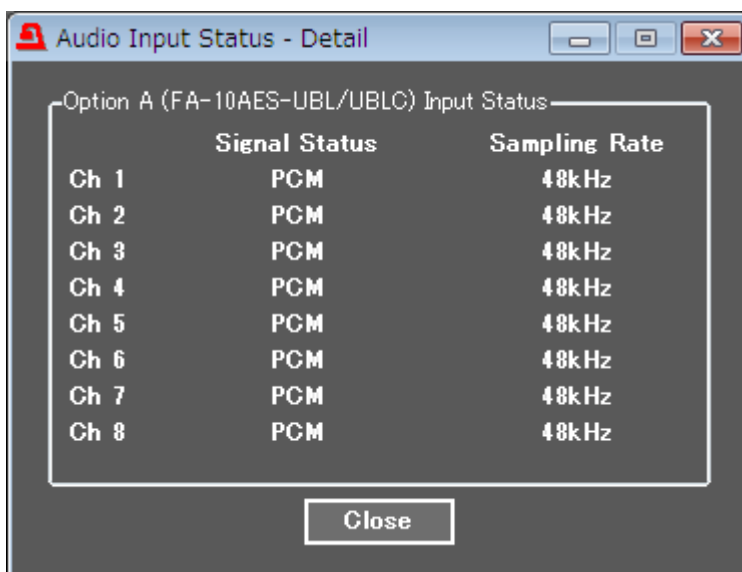 Audio Input Status - Detail
Option A (FA-10AES-UBL/UBLC) Input Status
Signal Status Sampling Rate
Ch 1 PCM 48kHz
Ch 2 PCM 48kHz
Ch 3 PCM 48kHz
Ch 4 PCM 48kHz
Ch 5 PCM 48kHz
Ch 6 PCM 48kHz
Ch 7 PCM 48kHz
Ch 8 PCM 48kHz
Close